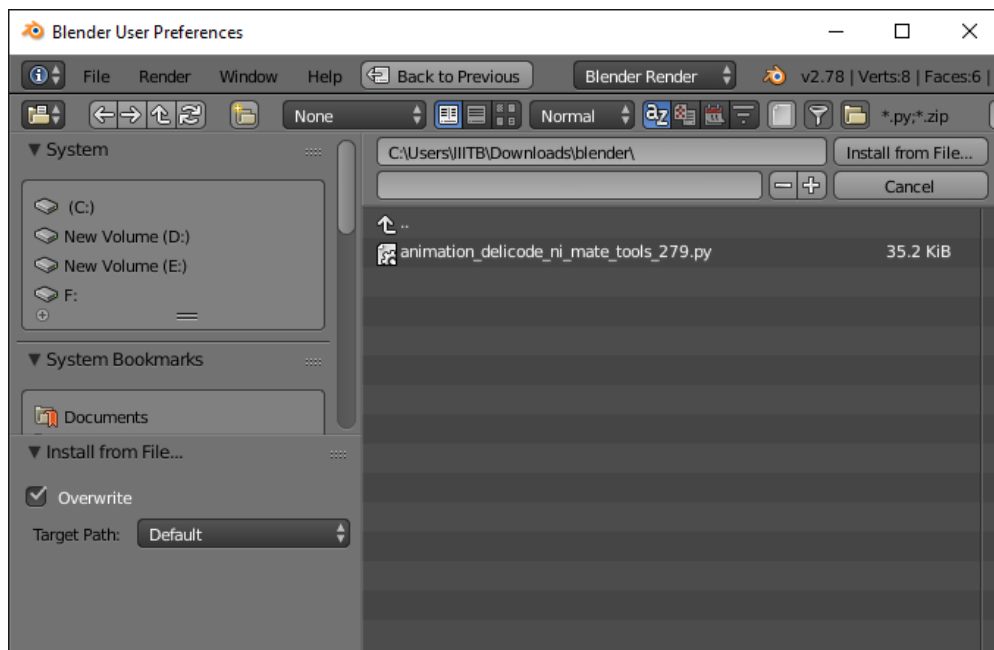 Blender User Preferences
File Render Window Help Back to Previous Blender Render v2.78 | Verts:8 | Faces:6 |
None Normal az *.py;*.zip
System
C:\Users\IIITB\Downloads\blender\ Install from File...
Cancel
(C:)
New Volume (D:)
New Volume (E:)
F:
..
animation_delicode_ni_mate_tools_279.py 35.2 KiB
System Bookmarks
Documents
Install from File...
Overwrite
Target Path: Default